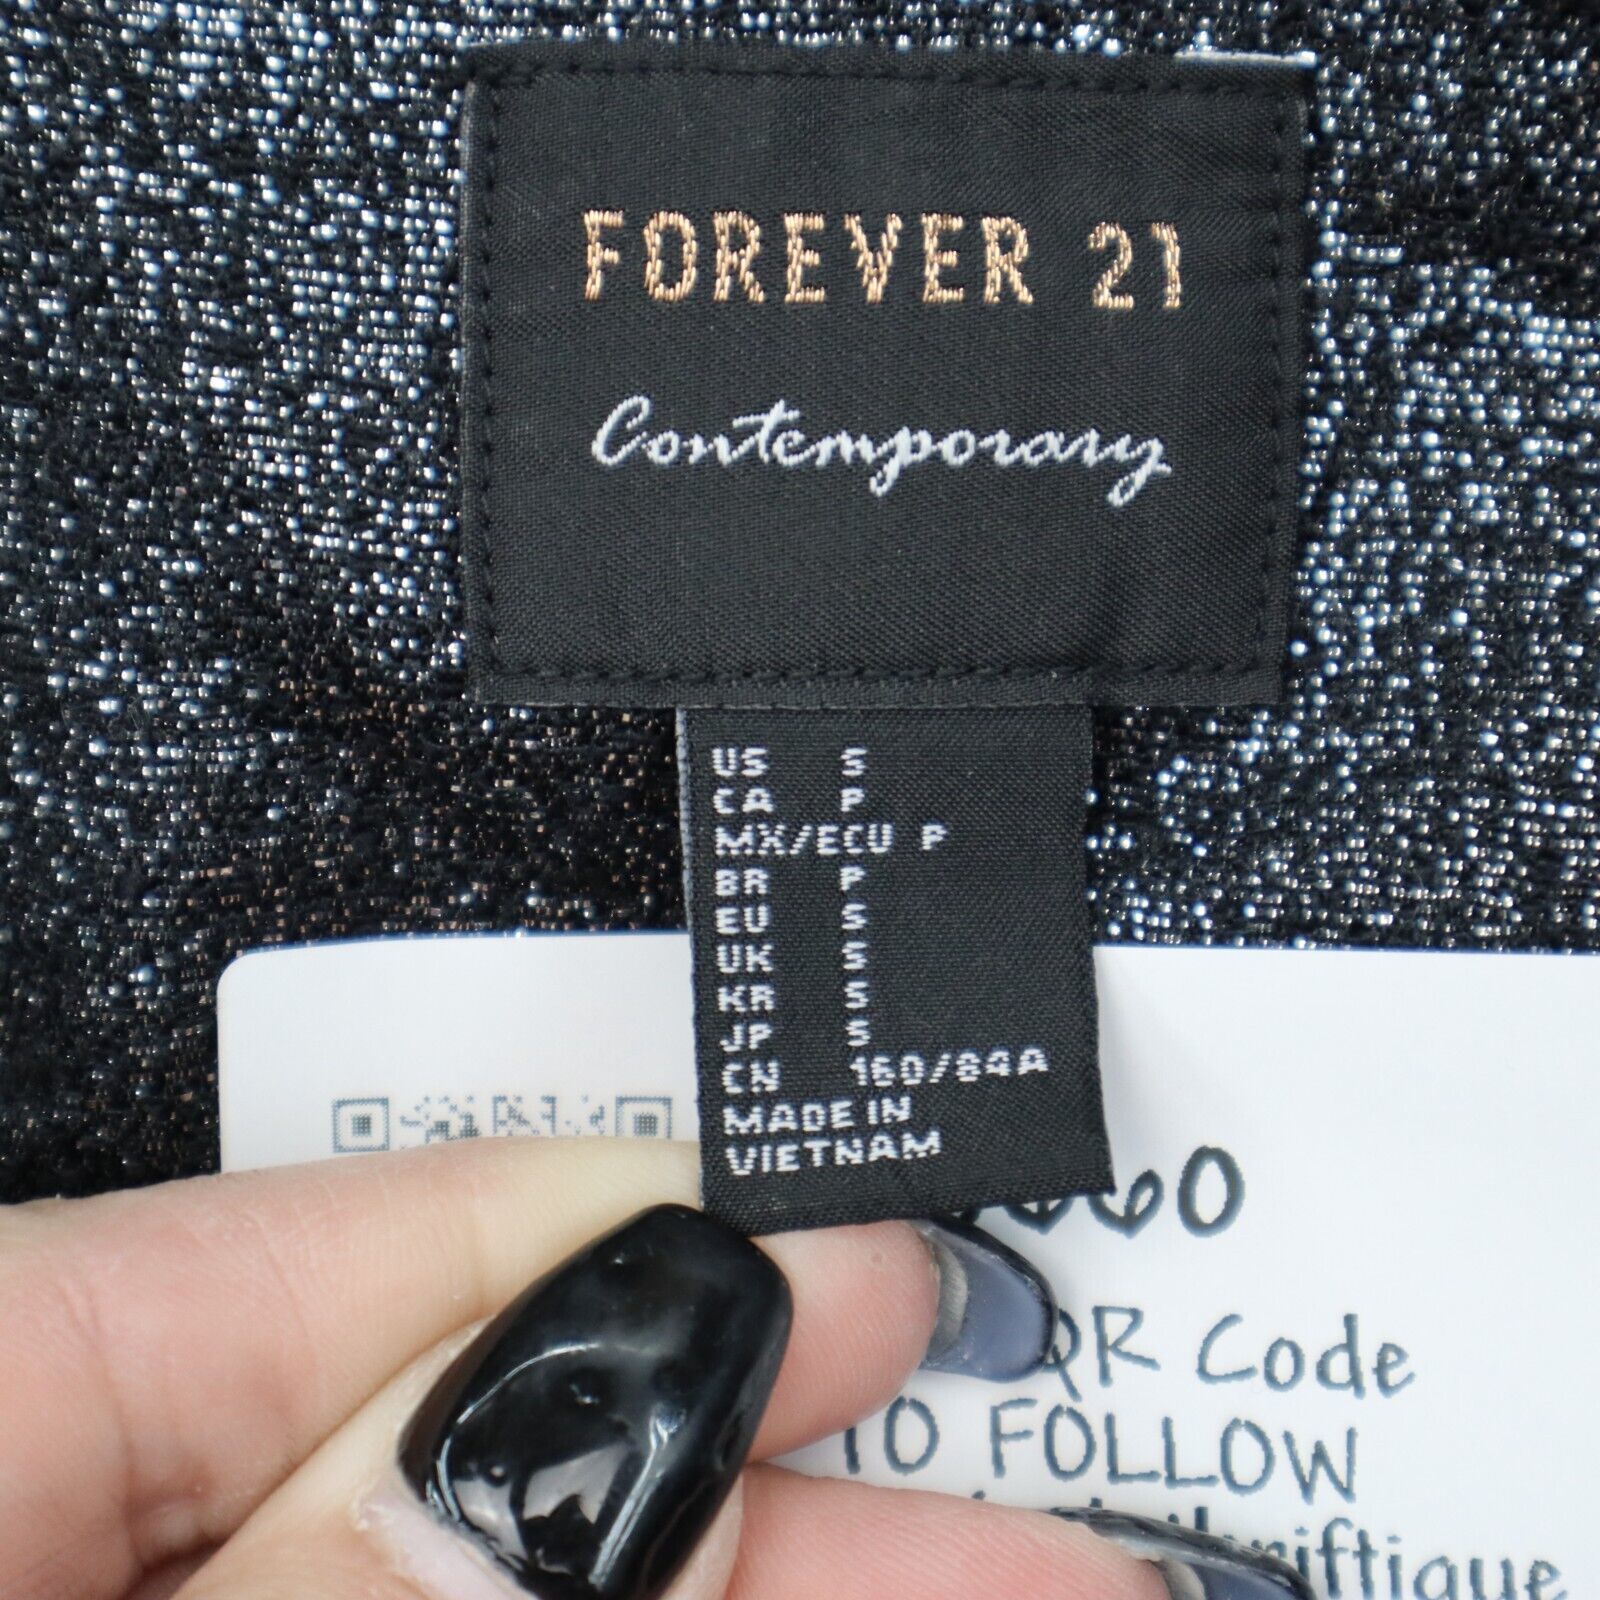 FOREVER 21
Contemporary
US S
CA P
MX/ECU P
BR P
EU S
UK S
KR S
JP S
CN 160/84A
MADE IN
VIETNAM
QR Code
TO FOLLOW